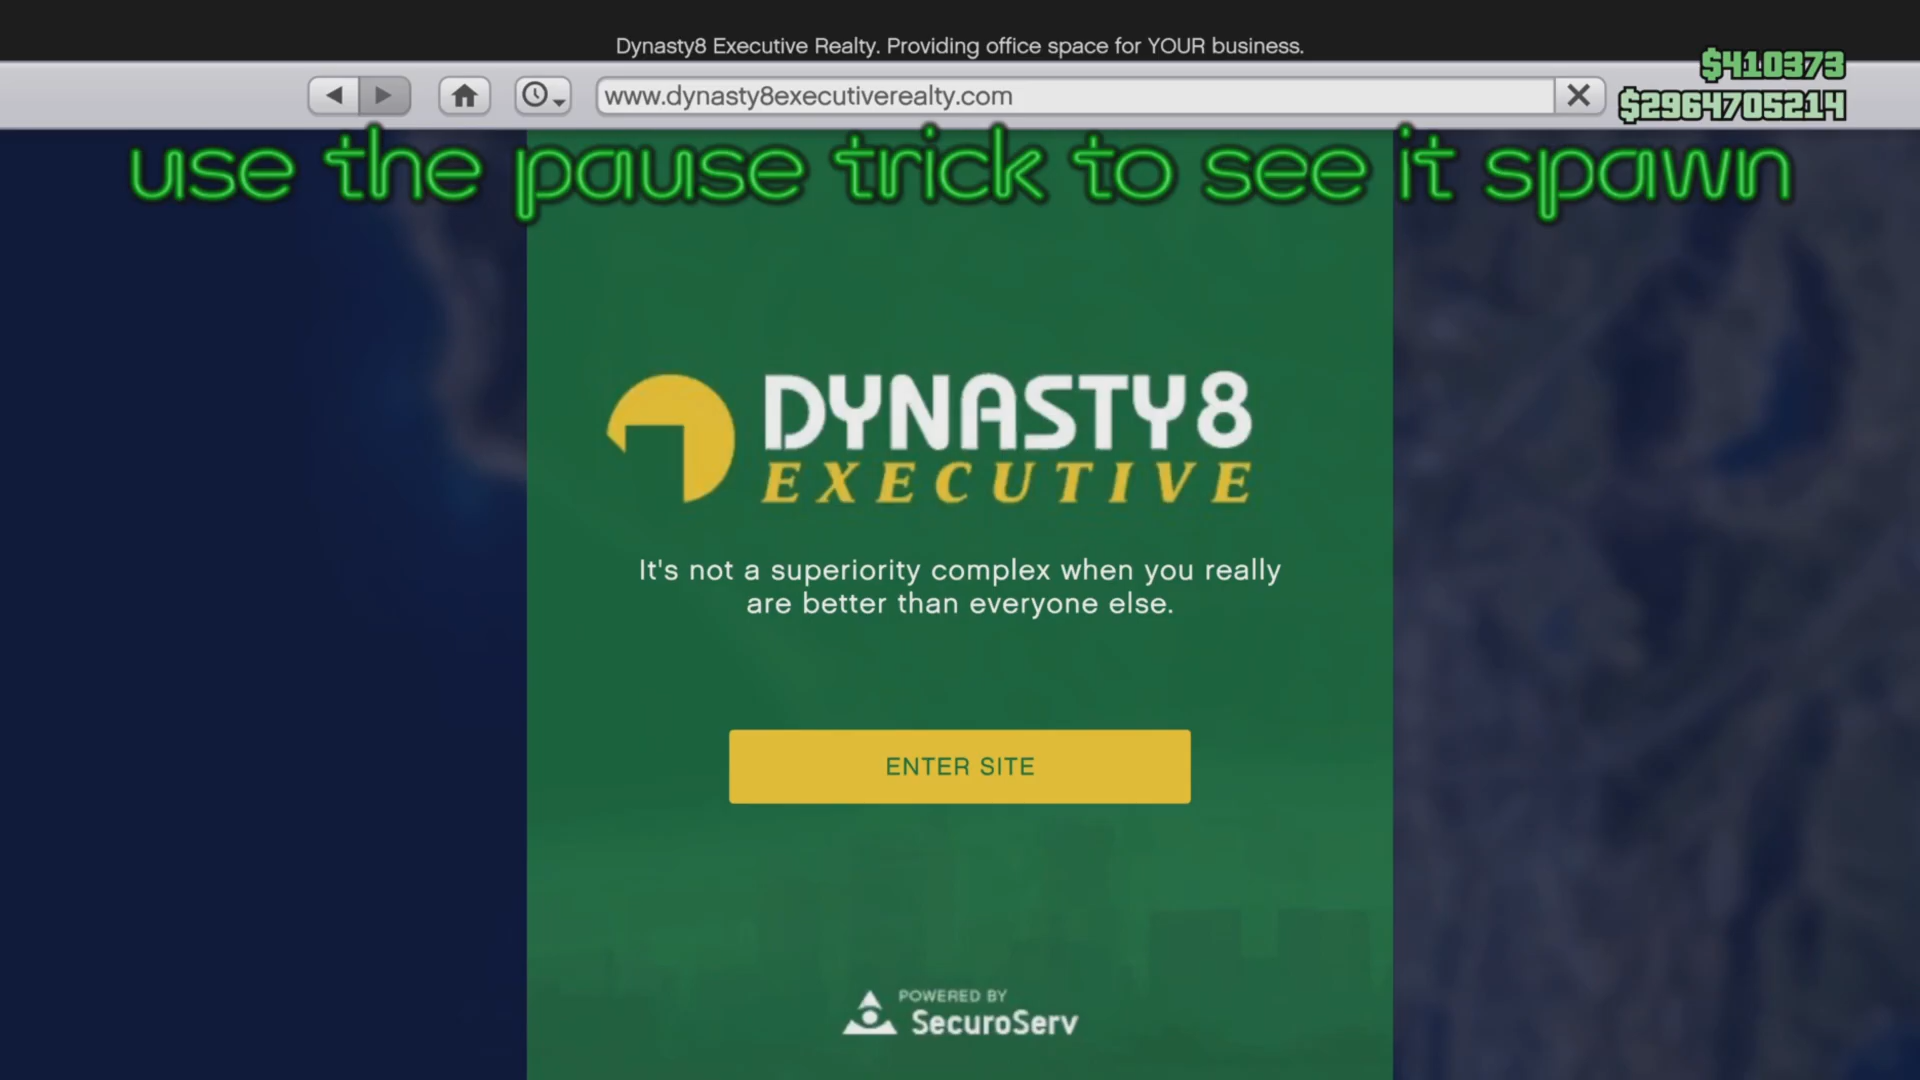 Dynasty8 Executive Realty. Providing office space for YOUR business.
$410373
www.dynasty8executiverealty.com
$2964705214
use the pause trick to see it spawn
DYNASTY8
EXECUTIVE
It's not a superiority complex when you really
are better than everyone else.
ENTER SITE
POWERED BY
SecuroServ